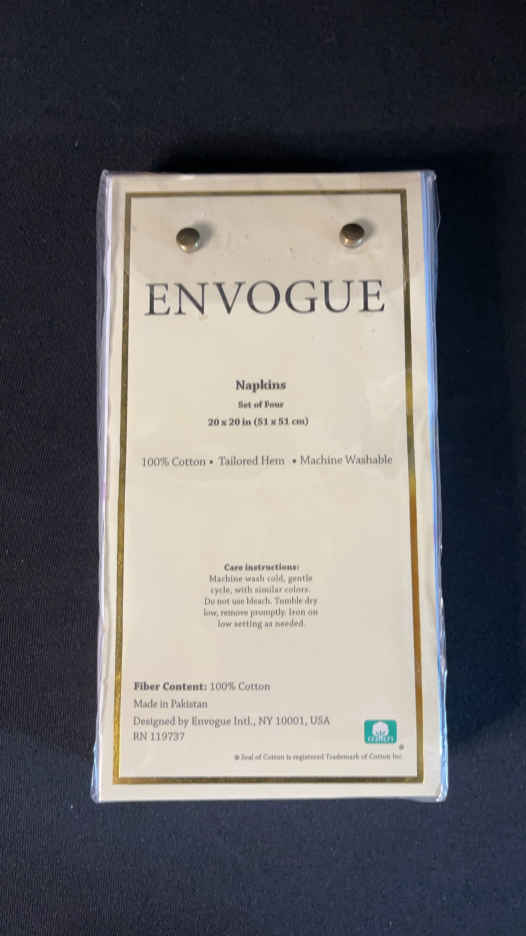 ENVOGUE
Napkins
Set of Four
20 x 20 in (51 x 51 cm)
100% Cotton • Tailored Hem • Machine Washable
Care instructions:
Machine wash cold, gentle
cycle, with similar colors.
Do not use bleach. Tumble dry
low, remove promptly. Iron on
low setting as needed.
Fiber Content: 100% Cotton
Made in Pakistan
Designed by Envogue Intl., NY 10001, USA
RN 119737
®
® Seal of Cotton is registered Trademark of Cotton Inc.